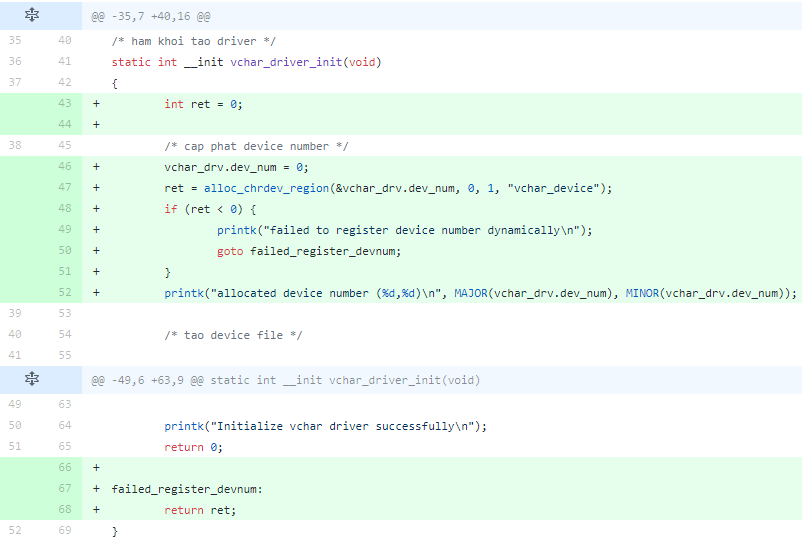 @@ -35,7 +40,16 @@
35 40 /* ham khoi tao driver */
36 41 static int __init vchar_driver_init(void)
37 42 {
43 + int ret = 0;
44 +
38 45 /* cap phat device number */
46 + vchar_drv.dev_num = 0;
47 + ret = alloc_chrdev_region(&vchar_drv.dev_num, 0, 1, "vchar_device");
48 + if (ret < 0) {
49 + printk("failed to register device number dynamically\n");
50 + goto failed_register_devnum;
51 + }
52 + printk("allocated device number (%d,%d)\n", MAJOR(vchar_drv.dev_num), MINOR(vchar_drv.dev_num));
39 53
40 54 /* tao device file */
41 55
@@ -49,6 +63,9 @@ static int __init vchar_driver_init(void)
49 63
50 64 printk("Initialize vchar driver successfully\n");
51 65 return 0;
66 +
67 + failed_register_devnum:
68 + return ret;
52 69 }